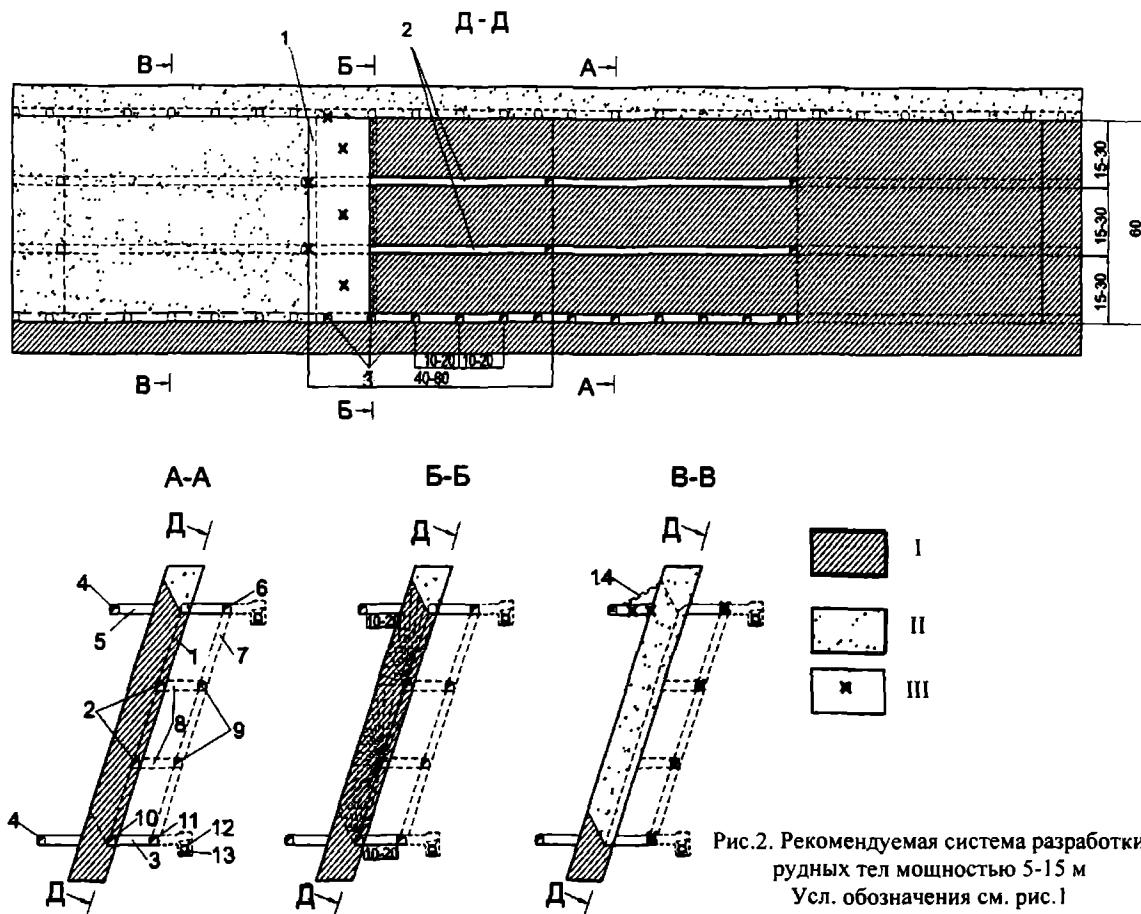 Д - Д
1
2
В
Б
А
15-30
15-30
15-30
60
3
10-20
10-20
40-80
В
Б
А
А-А
Б-Б
В-В
Д
Д
Д
4
5
6
1
7
2
8
9
4
10
11
3
12
13
Д
10-20
10-20
Д
14
Д
I
II
III
Рис.2. Рекомендуемая система разработки
рудных тел мощностью 5-15 м
Усл. обозначения см. рис.1